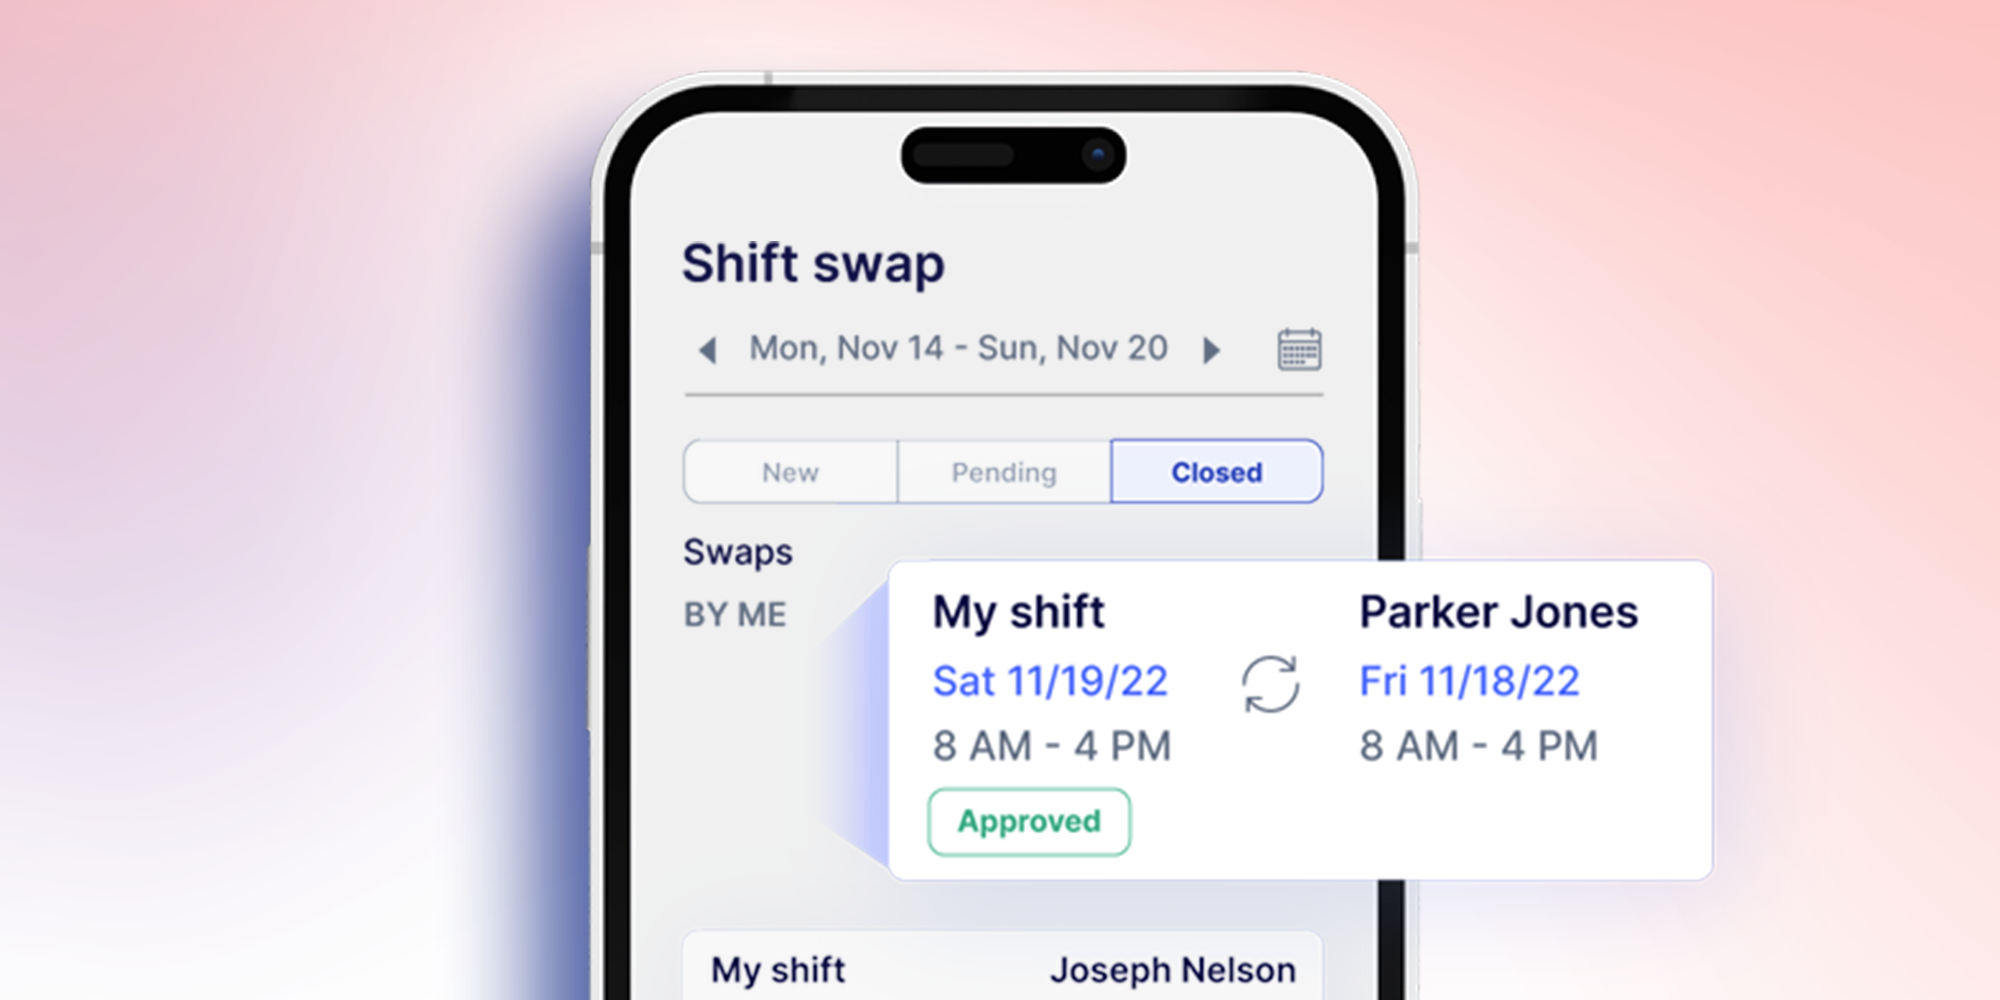 Shift swap
Mon, Nov 14 - Sun, Nov 20
New Pending Closed
Swaps
BY ME
My shift Parker Jones
Sat 11/19/22 Fri 11/18/22
8 AM - 4 PM 8 AM - 4 PM
Approved
My shift Joseph Nelson